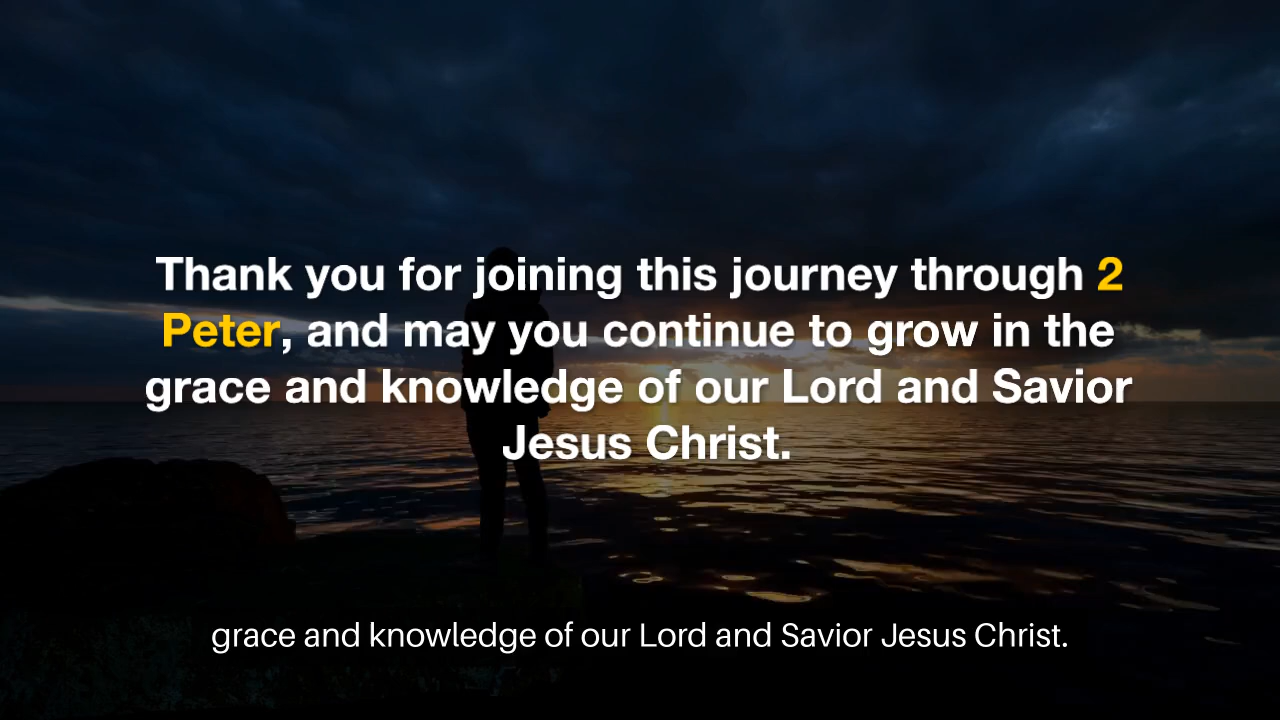 Thank you for joining this journey through 2
Peter, and may you continue to grow in the
grace and knowledge of our Lord and Savior
Jesus Christ.
grace and knowledge of our Lord and Savior Jesus Christ.